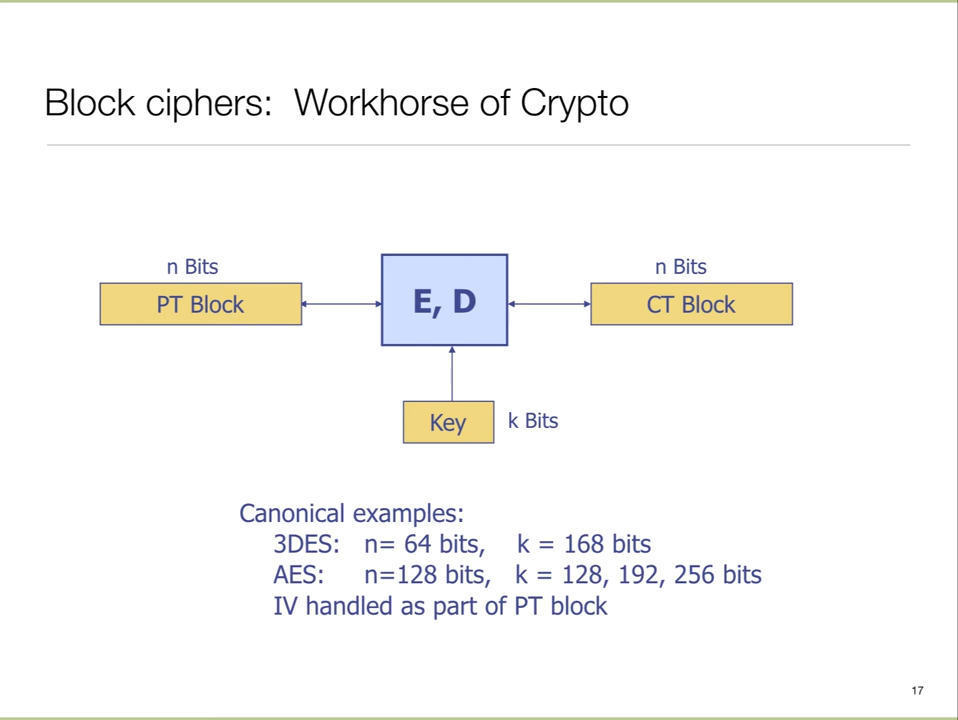 Block ciphers:  Workhorse of Crypto
n Bits
n Bits
PT Block
E, D
CT Block
Key
k Bits
Canonical examples:
3DES:   n= 64 bits,    k = 168 bits
AES:     n=128 bits,   k = 128, 192, 256 bits
IV handled as part of PT block
17